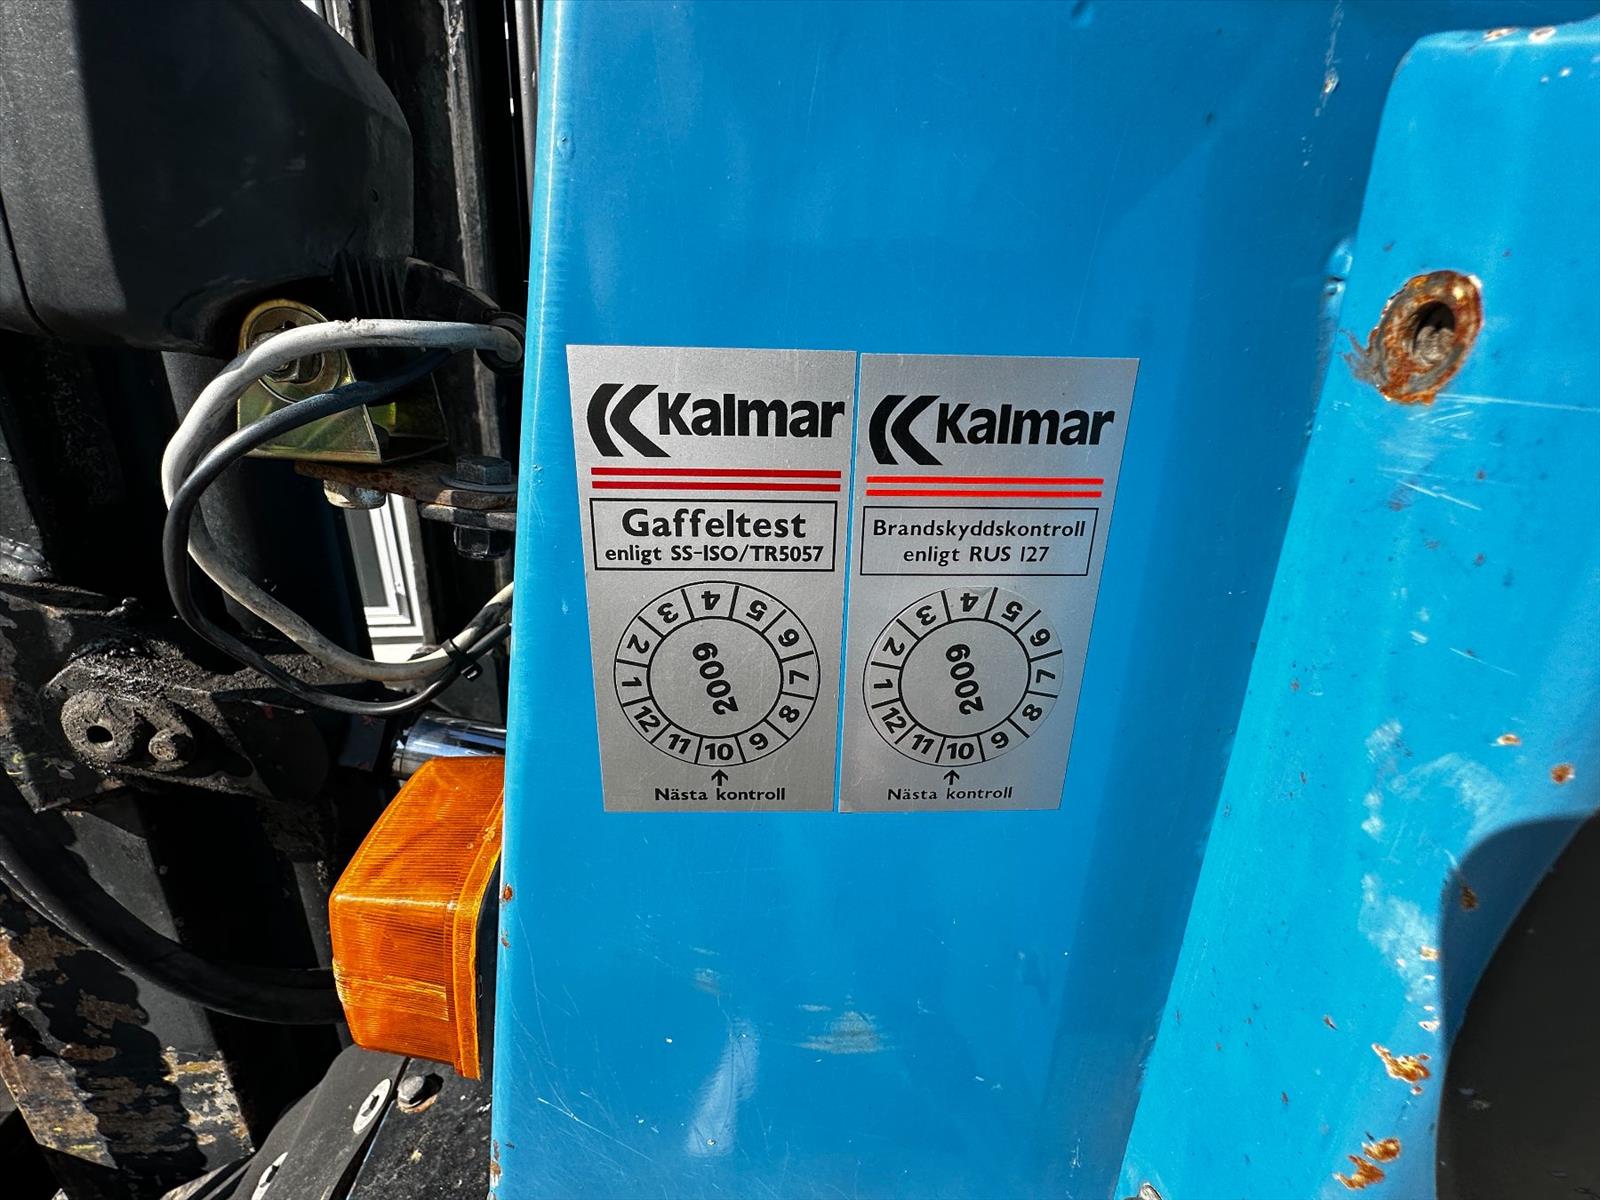 Kalmar
Gaffeltest
enligt SS-ISO/TR5057
1 2 3 4 5 6 7 8 9 10 11 12
2009
Nästa kontroll
Kalmar
Brandskyddskontroll
enligt RUS 127
1 2 3 4 5 6 7 8 9 10 11 12
2009
Nästa kontroll